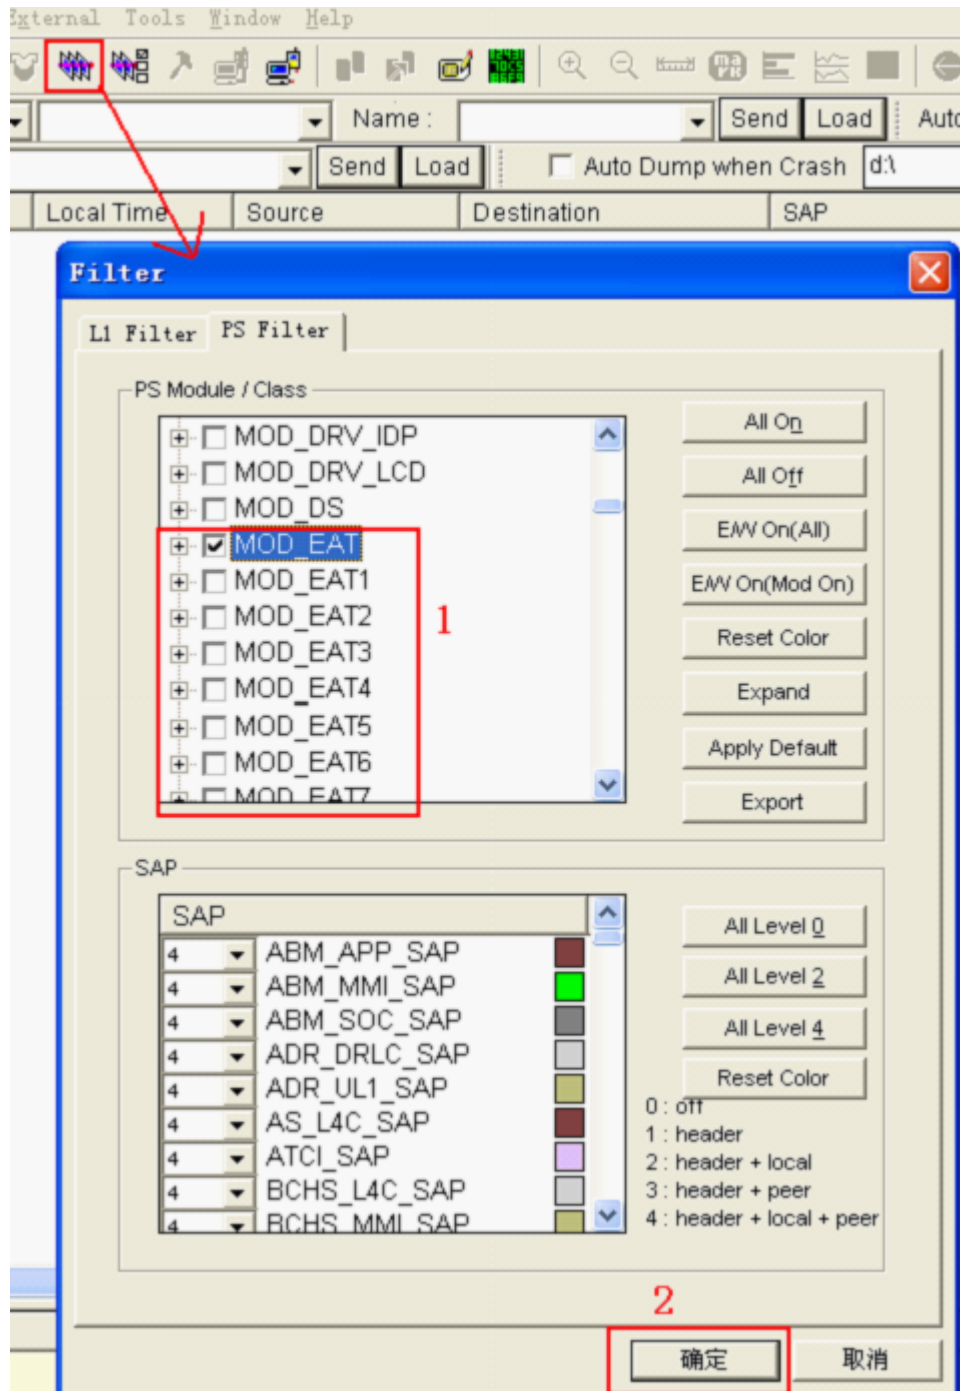 External Tools Window Help
Name : Send Load Auto
Send Load Auto Dump when Crash d:\
Local Time Source Destination SAP
Filter
L1 Filter PS Filter
PS Module / Class
MOD_DRV_IDP
MOD_DRV_LCD
MOD_DS
MOD_EAT
MOD_EAT1
MOD_EAT2
MOD_EAT3
MOD_EAT4
MOD_EAT5
MOD_EAT6
MOD_EAT7
1
All On
All Off
E/W On(All)
E/W On(Mod On)
Reset Color
Expand
Apply Default
Export
SAP
SAP
4 ABM_APP_SAP
4 ABM_MMI_SAP
4 ABM_SOC_SAP
4 ADR_DRLC_SAP
4 ADR_UL1_SAP
4 AS_L4C_SAP
4 ATCI_SAP
4 BCHS_L4C_SAP
4 BCHS_MMI_SAP
All Level 0
All Level 2
All Level 4
Reset Color
0 : off
1 : header
2 : header + local
3 : header + peer
4 : header + local + peer
2
确定 取消